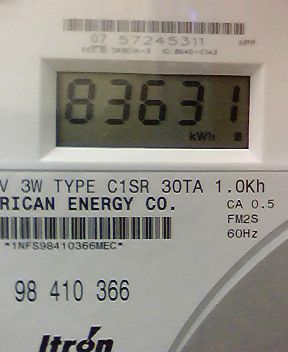 07 57245311 NPP
83631
kWh
V 3W TYPE C1SR 30TA 1.0Kh
RICAN ENERGY CO. CA 0.5
FM2S
*1NFS98410366MEC* 60Hz
98 410 366
Itron